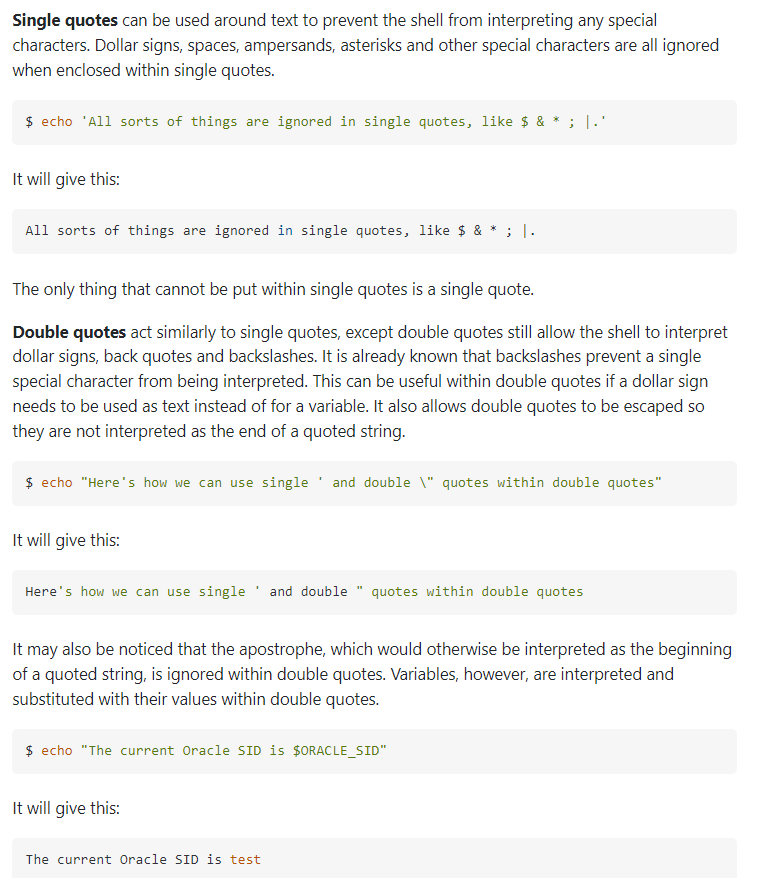 Single quotes can be used around text to prevent the shell from interpreting any special
characters. Dollar signs, spaces, ampersands, asterisks and other special characters are all ignored
when enclosed within single quotes.
$ echo 'All sorts of things are ignored in single quotes, like $ & * ; |.'
It will give this:
All sorts of things are ignored in single quotes, like $ & * ; |.
The only thing that cannot be put within single quotes is a single quote.
Double quotes act similarly to single quotes, except double quotes still allow the shell to interpret
dollar signs, back quotes and backslashes. It is already known that backslashes prevent a single
special character from being interpreted. This can be useful within double quotes if a dollar sign
needs to be used as text instead of for a variable. It also allows double quotes to be escaped so
they are not interpreted as the end of a quoted string.
$ echo "Here's how we can use single ' and double \" quotes within double quotes"
It will give this:
Here's how we can use single ' and double " quotes within double quotes
It may also be noticed that the apostrophe, which would otherwise be interpreted as the beginning
of a quoted string, is ignored within double quotes. Variables, however, are interpreted and
substituted with their values within double quotes.
$ echo "The current Oracle SID is $ORACLE_SID"
It will give this:
The current Oracle SID is test